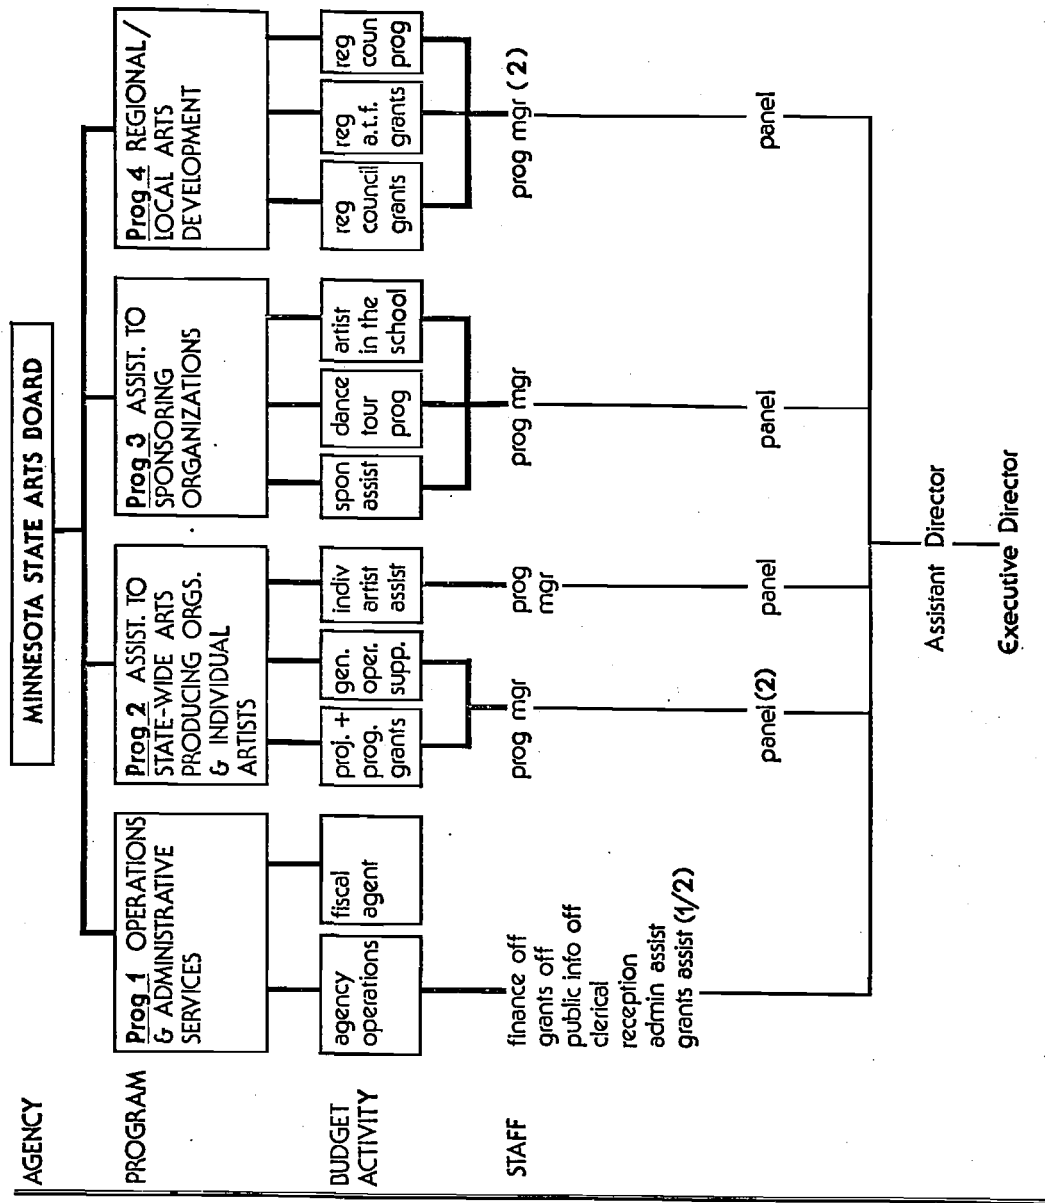 AGENCY
MINNESOTA STATE ARTS BOARD
PROGRAM
Prog 1 OPERATIONS
& ADMINISTRATIVE
SERVICES
Prog 2 ASSIST. TO
STATE-WIDE ARTS
PRODUCING ORGS.
& INDIVIDUAL
ARTISTS
Prog 3 ASSIST. TO
SPONSORING
ORGANIZATIONS
Prog 4 REGIONAL/
LOCAL ARTS
DEVELOPMENT
BUDGET
ACTIVITY
agency
operations
fiscal
agent
proj. +
prog.
grants
gen.
oper.
supp.
indiv
artist
assist
spon
assist
dance
tour
prog
artist
in the
school
reg
council
grants
reg
a.t.f.
grants
reg
coun
prog
STAFF
finance off
grants off
public info off
clerical
reception
admin assist
grants assist (1/2)
prog mgr
prog
mgr
prog mgr
prog mgr (2)
panel (2)
panel
panel
panel
Assistant Director
Executive Director